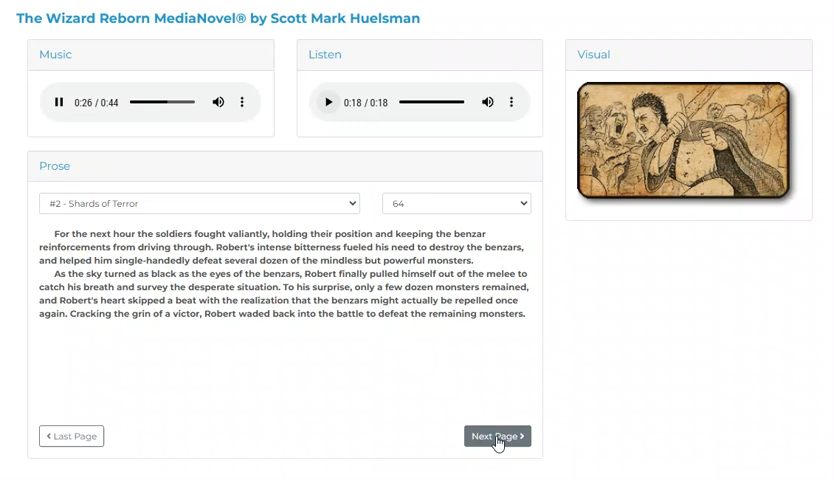 The Wizard Reborn MediaNovel® by Scott Mark Huelsman
Music
0:26 / 0:44
Listen
0:18 / 0:18
Visual
Prose
#2 - Shards of Terror
64
For the next hour the soldiers fought valiantly, holding their position and keeping the benzar
reinforcements from driving through. Robert's intense bitterness fueled his need to destroy the benzars,
and helped him single-handedly defeat several dozen of the mindless but powerful monsters.
As the sky turned as black as the eyes of the benzars, Robert finally pulled himself out of the melee to
catch his breath and survey the desperate situation. To his surprise, only a few dozen monsters remained,
and Robert's heart skipped a beat with the realization that the benzars might actually be repelled once
again. Cracking the grin of a victor, Robert waded back into the battle to defeat the remaining monsters.
Last Page
Next Page